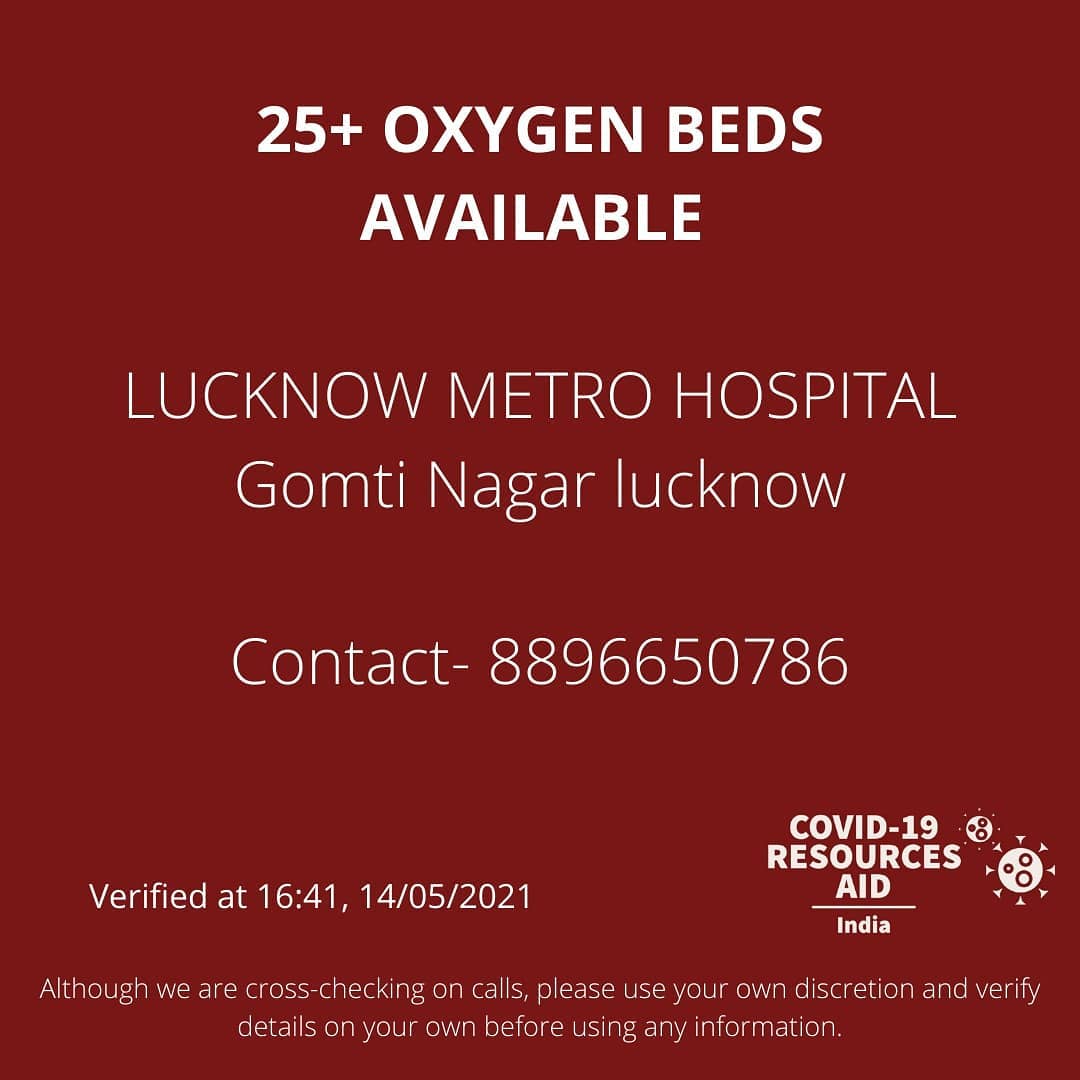 25+ OXYGEN BEDS
AVAILABLE
LUCKNOW METRO HOSPITAL
Gomti Nagar lucknow
Contact- 8896650786
COVID-19
RESOURCES
AID
India
Verified at 16:41, 14/05/2021
Although we are cross-checking on calls, please use your own discretion and verify
details on your own before using any information.